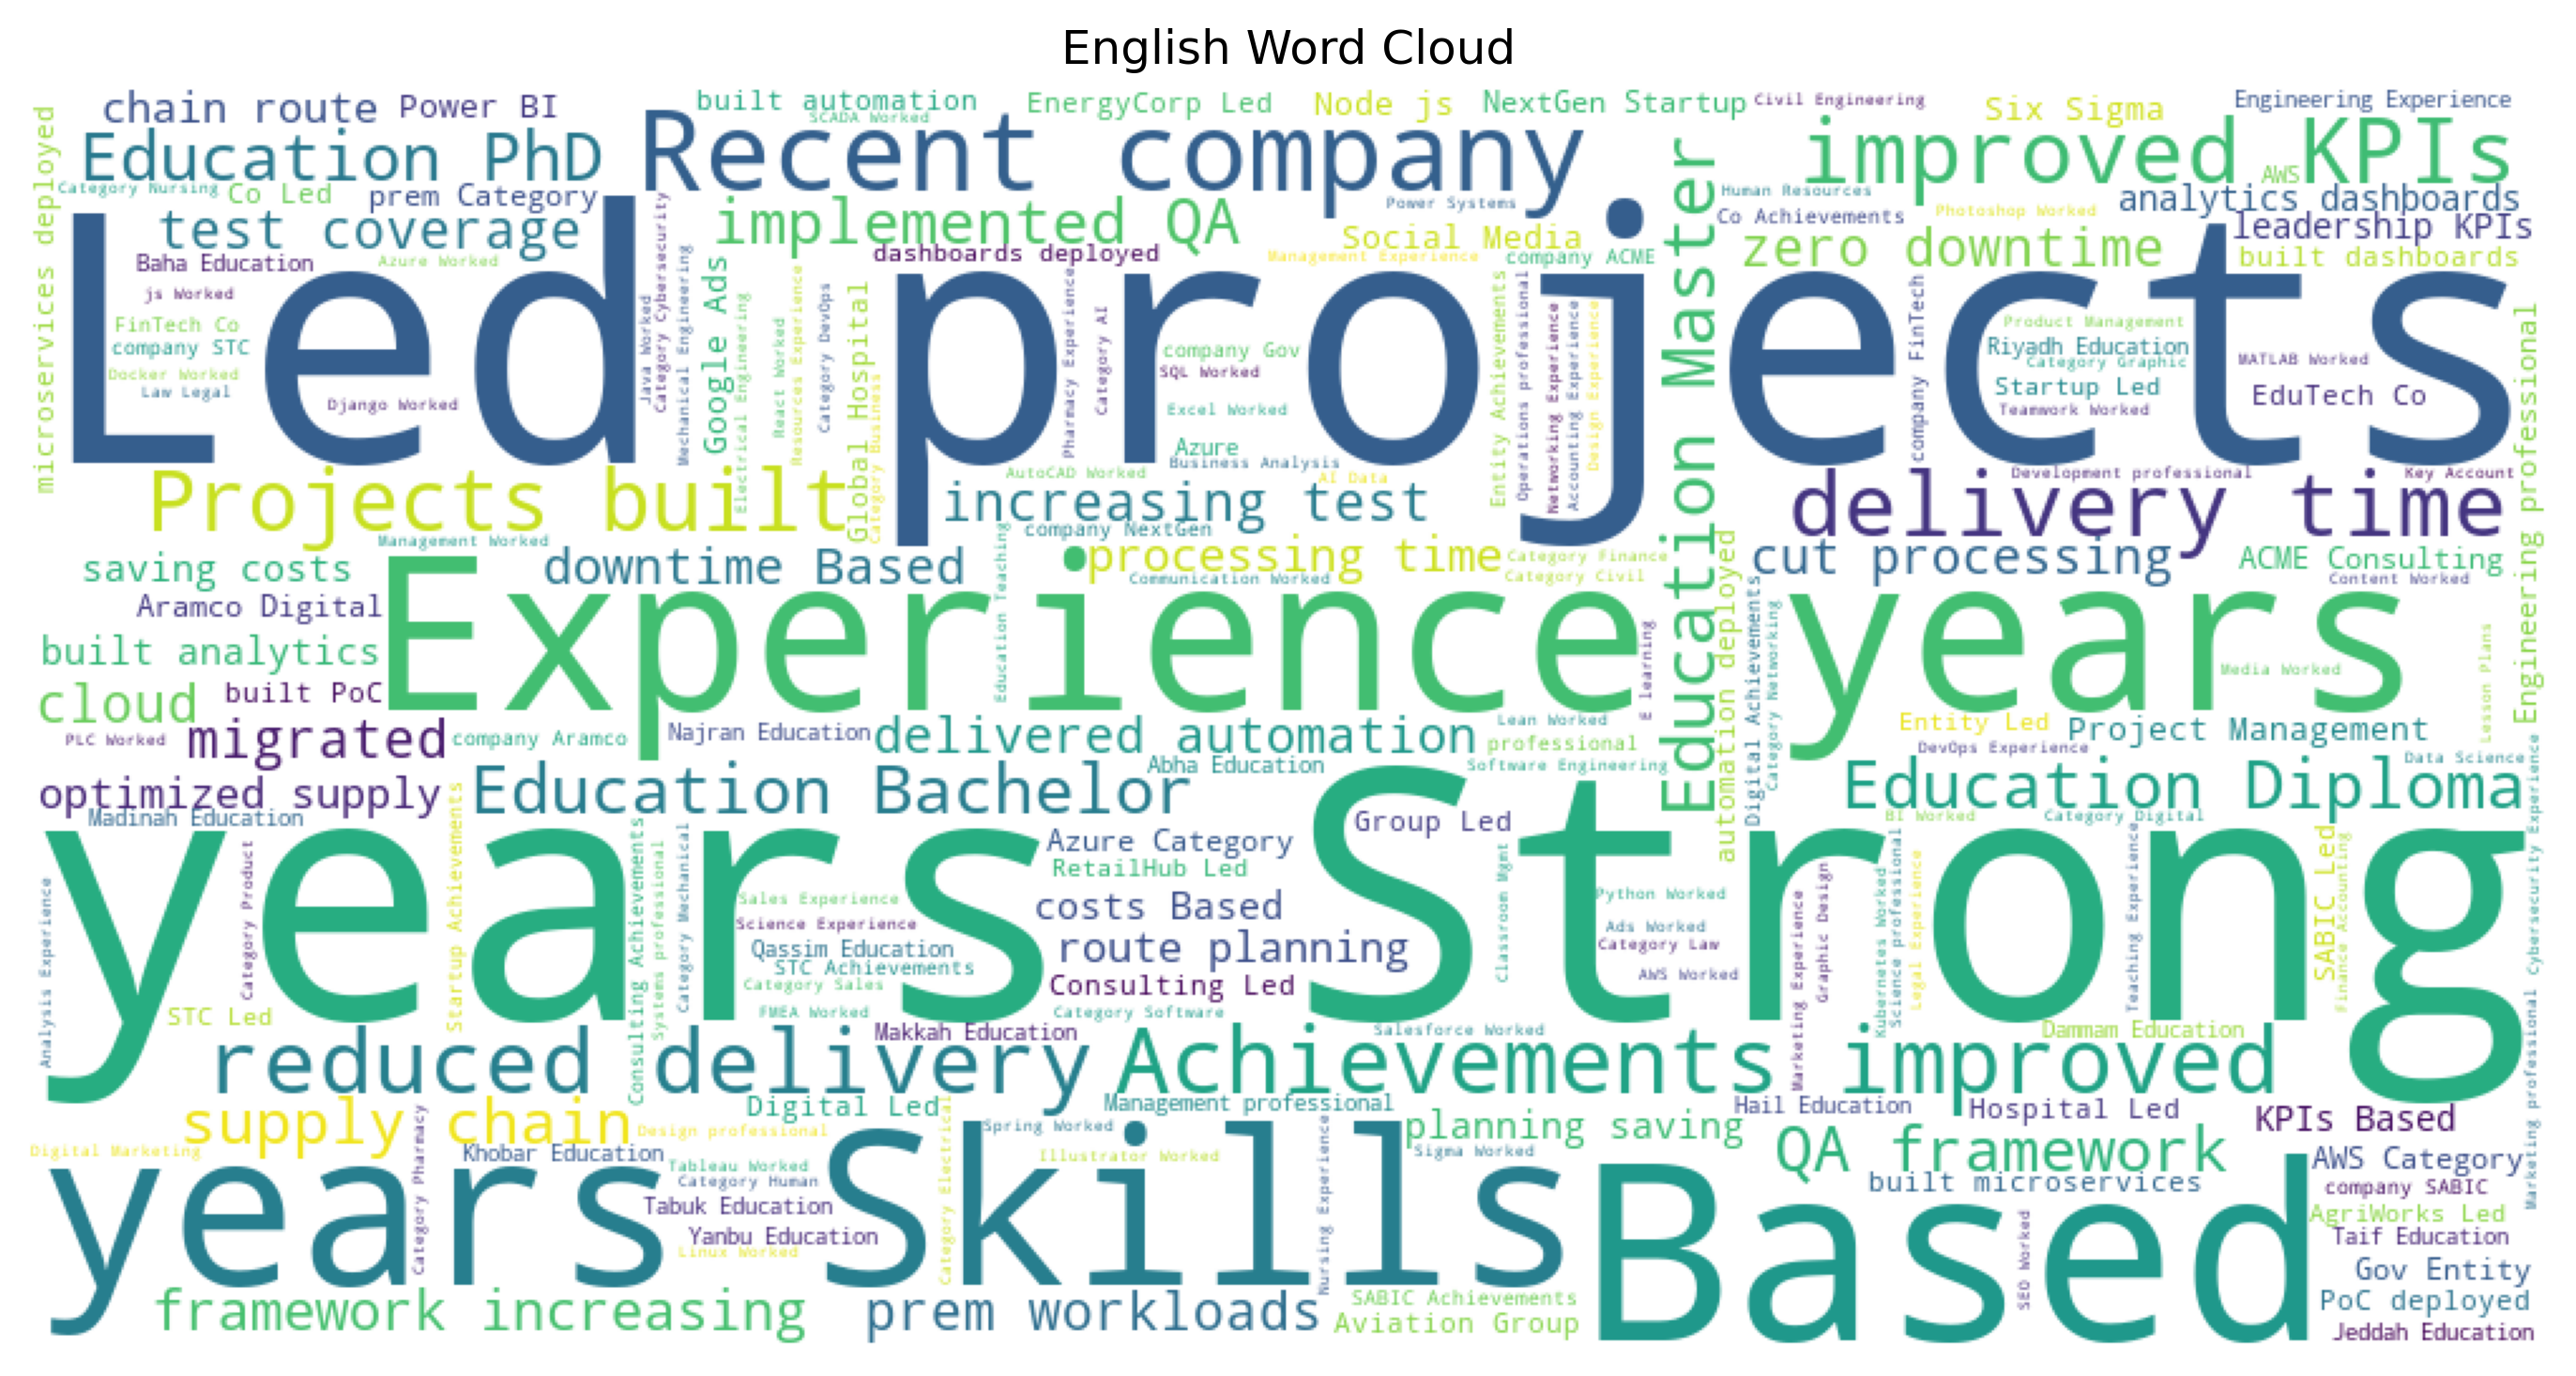 English Word Cloud
chain route
Power BI
built automation
SCADA Worked
EnergyCorp Led
Node js
NextGen Startup
Civil Engineering
Six Sigma
Engineering Experience
microservices deployed
Education PhD
Recent company
Education Master
improved KPIs
AWS
Category Nursing
Co Led
prem Category
Power Systems
Human Resources
analytics dashboards
test coverage
implemented QA
Social Media
Co Achievements
Photoshop Worked
leadership KPIs
zero downtime
built dashboards
Baha Education
Azure Worked
dashboards deployed
Management Experience
company ACME
Led projects
js Worked
FinTech Co
company STC
Docker Worked
Law Legal
Django Worked
Java Worked
Category Cybersecurity
Mechanical Engineering
Google Ads
Electrical Engineering
React Worked
Resources Experience
Category DevOps
Global Hospital
Category Business
Pharmacy Experience
Category AI
company Gov
SQL Worked
Excel Worked
Azure
Business Analysis
AutoCAD Worked
AI Data
Entity Achievements
Operations professional
Networking Experience
Accounting Experience
Design Experience
company FinTech
Product Management
Riyadh Education
Category Graphic
Startup Led
Teamwork Worked
MATLAB Worked
EduTech Co
Engineering professional
Projects built
increasing test
Development professional
Key Account
delivery time
company NextGen
Management Worked
saving costs
downtime Based
processing time
Category Finance
Communication Worked
Category Civil
cut processing
ACME Consulting
Content Worked
Aramco Digital
Experience years
Education Teaching
automation deployed
Digital Achievements
Category Networking
E learning
Lesson Plans
Media Worked
built analytics
cloud
built PoC
PLC Worked
migrated
company Aramco
Najran Education
delivered automation
Lean Worked
professional
Entity Led
Project Management
DevOps Experience
Data Science
optimized supply
Education Bachelor
Abha Education
Software Engineering
Education Diploma
Madinah Education
BI Worked
Category Digital
years Strong
Azure Category
Group Led
RetailHub Led
costs Based
route planning
Consulting Led
Category Software
Analysis Experience
Category Product
Startup Achievements
Consulting Achievements
Systems professional
Category Mechanical
Sales Experience
Science Experience
Qassim Education
STC Achievements
Category Sales
FMEA Worked
Classroom Mgmt
Python Worked
Ads Worked
Category Law
AWS Worked
Marketing Experience
Graphic Design
Kubernetes Worked
Science professional
Legal Experience
Teaching Experience
SABIC Led
Finance Accounting
Cybersecurity Experience
Marketing professional
STC Led
Makkah Education
Salesforce Worked
Dammam Education
reduced delivery
Achievements improved
supply chain
Digital Led
Management professional
Hail Education
Hospital Led
KPIs Based
Design professional
Spring Worked
planning saving
QA framework
Digital Marketing
Category Pharmacy
Khobar Education
Tableau Worked
Category Human
Tabuk Education
Yanbu Education
Linux Worked
Category Electrical
Illustrator Worked
Nursing Experience
Sigma Worked
built microservices
AWS Category
company SABIC
AgriWorks Led
Taif Education
Gov Entity
PoC deployed
Jeddah Education
years Skills
Based
SEO Worked
framework increasing
prem workloads
SABIC Achievements
Aviation Group